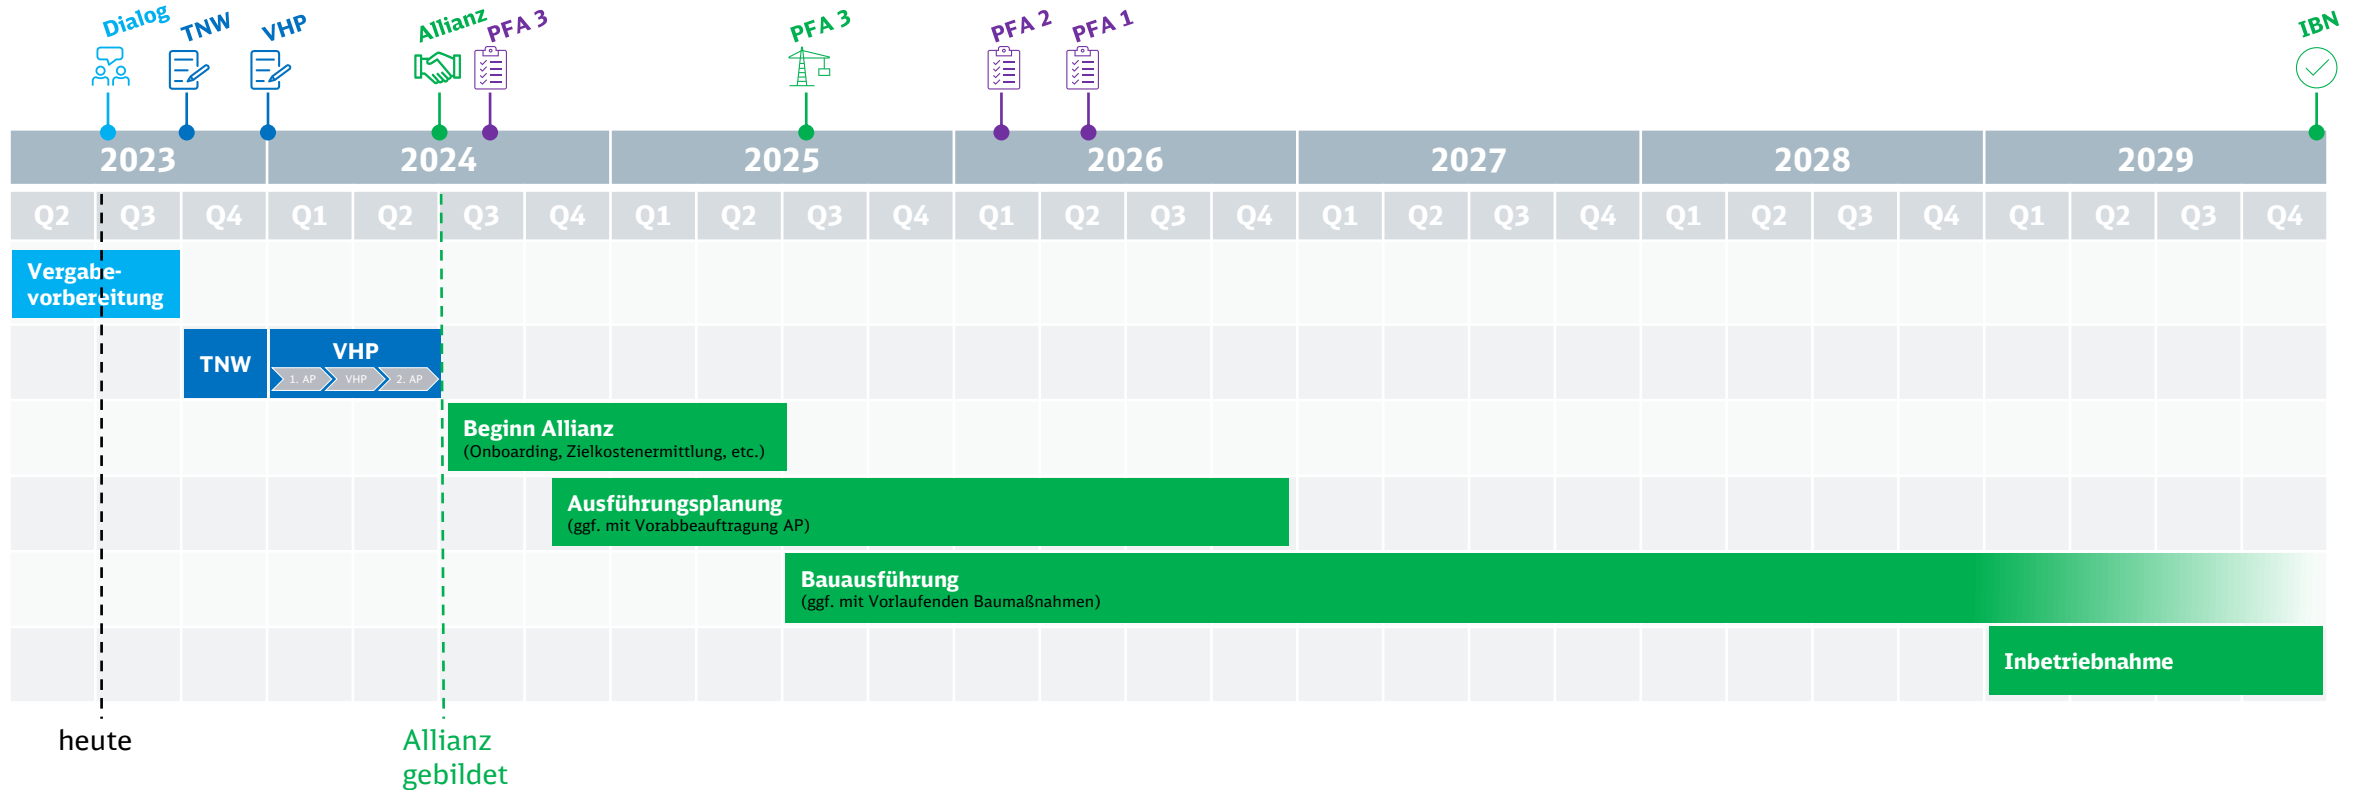 Dialog
TNW
VHP
Allianz
PFA 3
PFA 3
PFA 2
PFA 1
IBN
2023 2024 2025 2026 2027 2028 2029
Q2 Q3 Q4 Q1 Q2 Q3 Q4 Q1 Q2 Q3 Q4 Q1 Q2 Q3 Q4 Q1 Q2 Q3 Q4 Q1 Q2 Q3 Q4 Q1 Q2 Q3 Q4
Vergabe-
vorbereitung
TNW
VHP
1. AP VHP 2. AP
Beginn Allianz
(Onboarding, Zielkostenermittlung, etc.)
Ausführungsplanung
(ggf. mit Vorabbeauftragung AP)
Bauausführung
(ggf. mit Vorlaufenden Baumaßnahmen)
Inbetriebnahme
heute
Allianz
gebildet